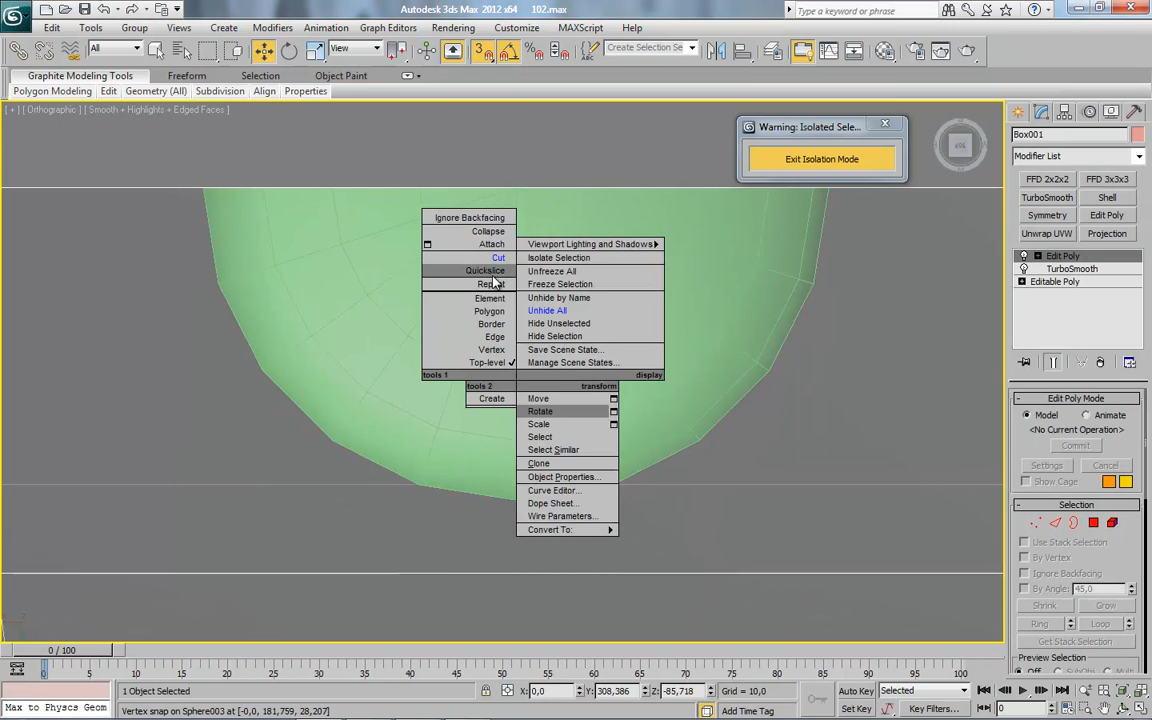 Autodesk 3ds Max 2012 x64    102.max
Type a keyword or phrase
Edit Tools Group Views Create Modifiers Animation Graph Editors Rendering Customize MAXScript Help
All View 3 Create Selection Se
Graphite Modeling Tools Freeform Selection Object Paint
Polygon Modeling Edit Geometry (All) Subdivision Align Properties
[ + ] [ Orthographic ] [ Smooth + Highlights + Edged Faces ]
Warning: Isolated Sele...
Exit Isolation Mode
Ignore Backfacing
Collapse
Attach
Cut
Quickslice
Repeat
Element
Polygon
Border
Edge
Vertex
Top-level
tools 1
tools 2
Create
Viewport Lighting and Shadows
Isolate Selection
Unfreeze All
Freeze Selection
Unhide by Name
Unhide All
Hide Unselected
Hide Selection
Save Scene State...
Manage Scene States...
display
transform
Move
Rotate
Scale
Select
Select Similar
Clone
Object Properties...
Curve Editor...
Dope Sheet...
Wire Parameters...
Convert To:
Box001
Modifier List
FFD 2x2x2 FFD 3x3x3
TurboSmooth Shell
Symmetry Edit Poly
Unwrap UVW Projection
Edit Poly
TurboSmooth
Editable Poly
Edit Poly Mode
Model Animate
<No Current Operation>
Commit
Settings Cancel
Show Cage
Selection
Use Stack Selection
By Vertex
Ignore Backfacing
By Angle: 45,0
Shrink Grow
Ring Loop
Get Stack Selection
Preview Selection
Off SubObj Multi
0 / 100
0 5 10 15 20 25 30 35 40 45 50 55 60 65 70 75 80 85 90 95 100
1 Object Selected X: 0,0 Y: 308,386 Z: -85,718 Grid = 10,0 Auto Key Selected
Max to Physics Geom Vertex snap on Sphere003 at [-0,0, 181,759, 28,207] Add Time Tag Set Key Key Filters... 0